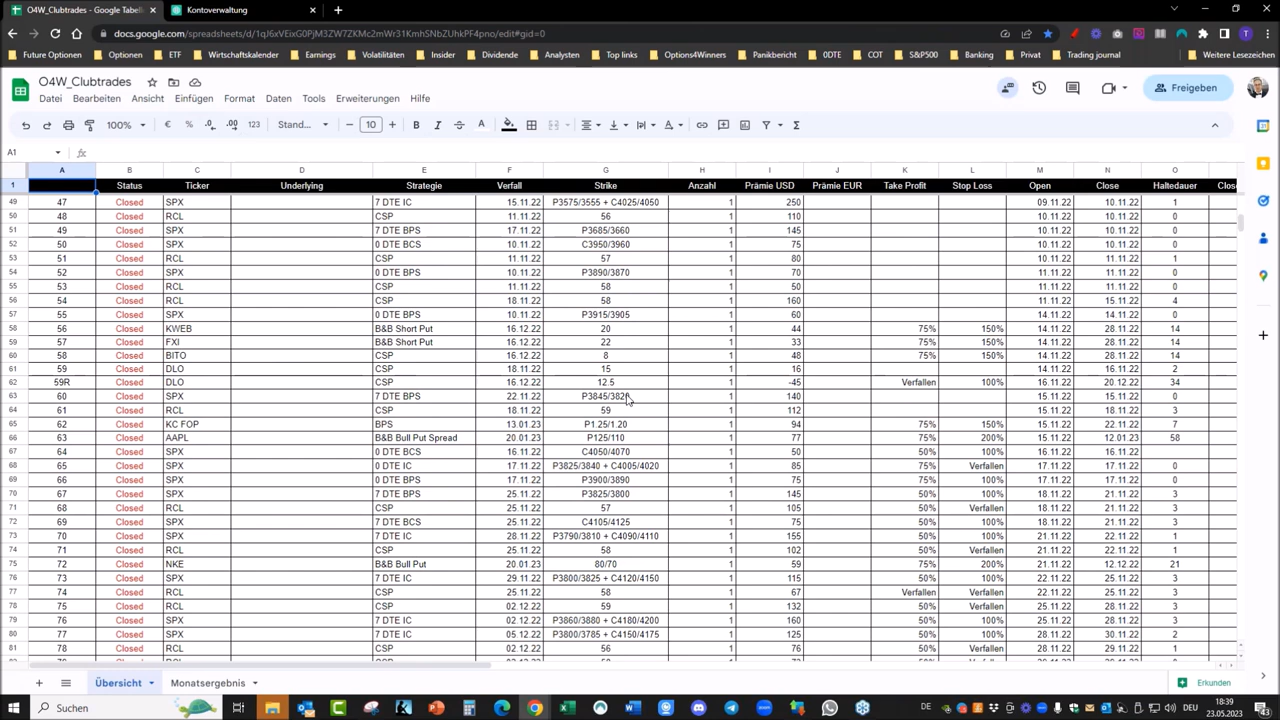 O4W_Clubtrades - Google Tabelle
Kontoverwaltung
docs.google.com/spreadsheets/d/1qJ6xVEixG0PjM3ZW7ZKMc2mWr31KmhSNbZUhkF4pno/edit#gid=0
Future Optionen Optionen ETF Wirtschaftskalender Earnings Volatilitäten Insider Dividende Analysten Top links Options4Winners Panikbericht 0DTE COT S&P500 Banking Privat Trading journal Weitere Lesezeichen
O4W_Clubtrades
Freigeben
Datei Bearbeiten Ansicht Einfügen Format Daten Tools Erweiterungen Hilfe
100% € % .0 .00 123 Stand... 10 B I S A
A1 fx
A B C D E F G H I J K L M N O
1 Status Ticker Underlying Strategie Verfall Strike Anzahl Prämie USD Prämie EUR Take Profit Stop Loss Open Close Haltedauer Clos
49 47 Closed SPX 7 DTE IC 15.11.22 P3575/3555 + C4025/4050 1 250 09.11.22 10.11.22 1
50 48 Closed RCL CSP 11.11.22 56 1 110 10.11.22 10.11.22 0
51 49 Closed SPX 7 DTE BPS 17.11.22 P3685/3660 1 145 10.11.22 10.11.22 0
52 50 Closed SPX 0 DTE BCS 10.11.22 C3950/3960 1 75 10.11.22 10.11.22 0
53 51 Closed RCL CSP 11.11.22 57 1 80 10.11.22 10.11.22 0
54 52 Closed SPX 0 DTE BPS 10.11.22 P3890/3870 1 70 11.11.22 11.11.22 0
55 53 Closed RCL CSP 11.11.22 58 1 50 11.11.22 11.11.22 0
56 54 Closed RCL CSP 18.11.22 58 1 160 11.11.22 15.11.22 4
57 55 Closed SPX 0 DTE BPS 10.11.22 P3915/3905 1 60 11.11.22 11.11.22 0
58 56 Closed KWEB B&B Short Put 16.12.22 20 1 44 75% 150% 14.11.22 28.11.22 14
59 57 Closed FXI B&B Short Put 16.12.22 22 1 33 75% 150% 14.11.22 28.11.22 14
60 58 Closed BITO CSP 16.12.22 8 1 48 75% 150% 14.11.22 28.11.22 14
61 59 Closed DLO CSP 18.11.22 15 1 16 14.11.22 16.11.22 2
62 59R Closed DLO CSP 16.12.22 12.5 1 -45 Verfallen 100% 16.11.22 20.12.22 34
63 60 Closed SPX 7 DTE BPS 22.11.22 P3845/3820 1 140 15.11.22 15.11.22 0
64 61 Closed RCL CSP 18.11.22 59 1 112 15.11.22 18.11.22 3
65 62 Closed KC FOP BPS 13.01.23 P1.25/1.20 1 94 75% 150% 15.11.22 22.11.22 7
66 63 Closed AAPL B&B Bull Put Spread 20.01.23 P125/110 1 77 75% 200% 15.11.22 12.01.23 58
67 64 Closed SPX 0 DTE BCS 16.11.22 C4050/4070 1 50 50% 100% 16.11.22 16.11.22
68 65 Closed SPX 0 DTE IC 17.11.22 P3825/3840 + C4005/4020 1 85 75% Verfallen 17.11.22 17.11.22 0
69 66 Closed SPX 0 DTE BPS 17.11.22 P3900/3890 1 75 75% 100% 17.11.22 17.11.22 0
70 67 Closed SPX 7 DTE BPS 25.11.22 P3825/3800 1 145 50% 100% 18.11.22 21.11.22 3
71 68 Closed RCL CSP 25.11.22 57 1 105 50% Verfallen 18.11.22 21.11.22 3
72 69 Closed SPX 7 DTE BCS 25.11.22 C4105/4125 1 75 50% 100% 18.11.22 21.11.22 3
73 70 Closed SPX 7 DTE IC 28.11.22 P3790/3810 + C4090/4110 1 155 50% 100% 21.11.22 22.11.22 1
74 71 Closed RCL CSP 25.11.22 58 1 102 50% Verfallen 21.11.22 22.11.22 1
75 72 Closed NKE B&B Bull Put 20.01.23 80/70 1 59 75% 200% 21.11.22 12.12.22 21
76 73 Closed SPX 7 DTE IC 29.11.22 P3800/3825 + C4120/4150 1 115 50% 100% 22.11.22 25.11.22 3
77 74 Closed RCL CSP 25.11.22 58 1 67 Verfallen Verfallen 22.11.22 25.11.22 3
78 75 Closed RCL CSP 02.12.22 59 1 132 50% Verfallen 25.11.22 28.11.22 3
79 76 Closed SPX 7 DTE IC 02.12.22 P3860/3880 + C4180/4200 1 160 50% 100% 25.11.22 28.11.22 3
80 77 Closed SPX 7 DTE IC 05.12.22 P3800/3785 + C4150/4175 1 125 50% 100% 28.11.22 30.11.22 2
81 78 Closed RCL CSP 02.12.22 56 1 96 50% Verfallen 28.11.22 29.11.22 1
Übersicht Monatsergebnis Erkunden
Suchen DE DEU 18:39
23.05.2023